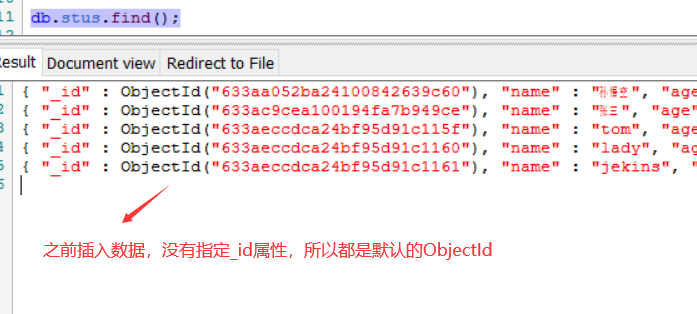 11 db.stus.find();
Result Document view Redirect to File
1 { "_id" : ObjectId("633aa052ba24100842639c60"), "name" : "孙悟空", "age"
2 { "_id" : ObjectId("633ac9cea100194fa7b949ce"), "name" : "张三", "age"
3 { "_id" : ObjectId("633aeccdca24bf95d91c115f"), "name" : "tom", "age
4 { "_id" : ObjectId("633aeccdca24bf95d91c1160"), "name" : "lady", "ag
5 { "_id" : ObjectId("633aeccdca24bf95d91c1161"), "name" : "jekins", "
6
之前插入数据，没有指定_id属性，所以都是默认的ObjectId